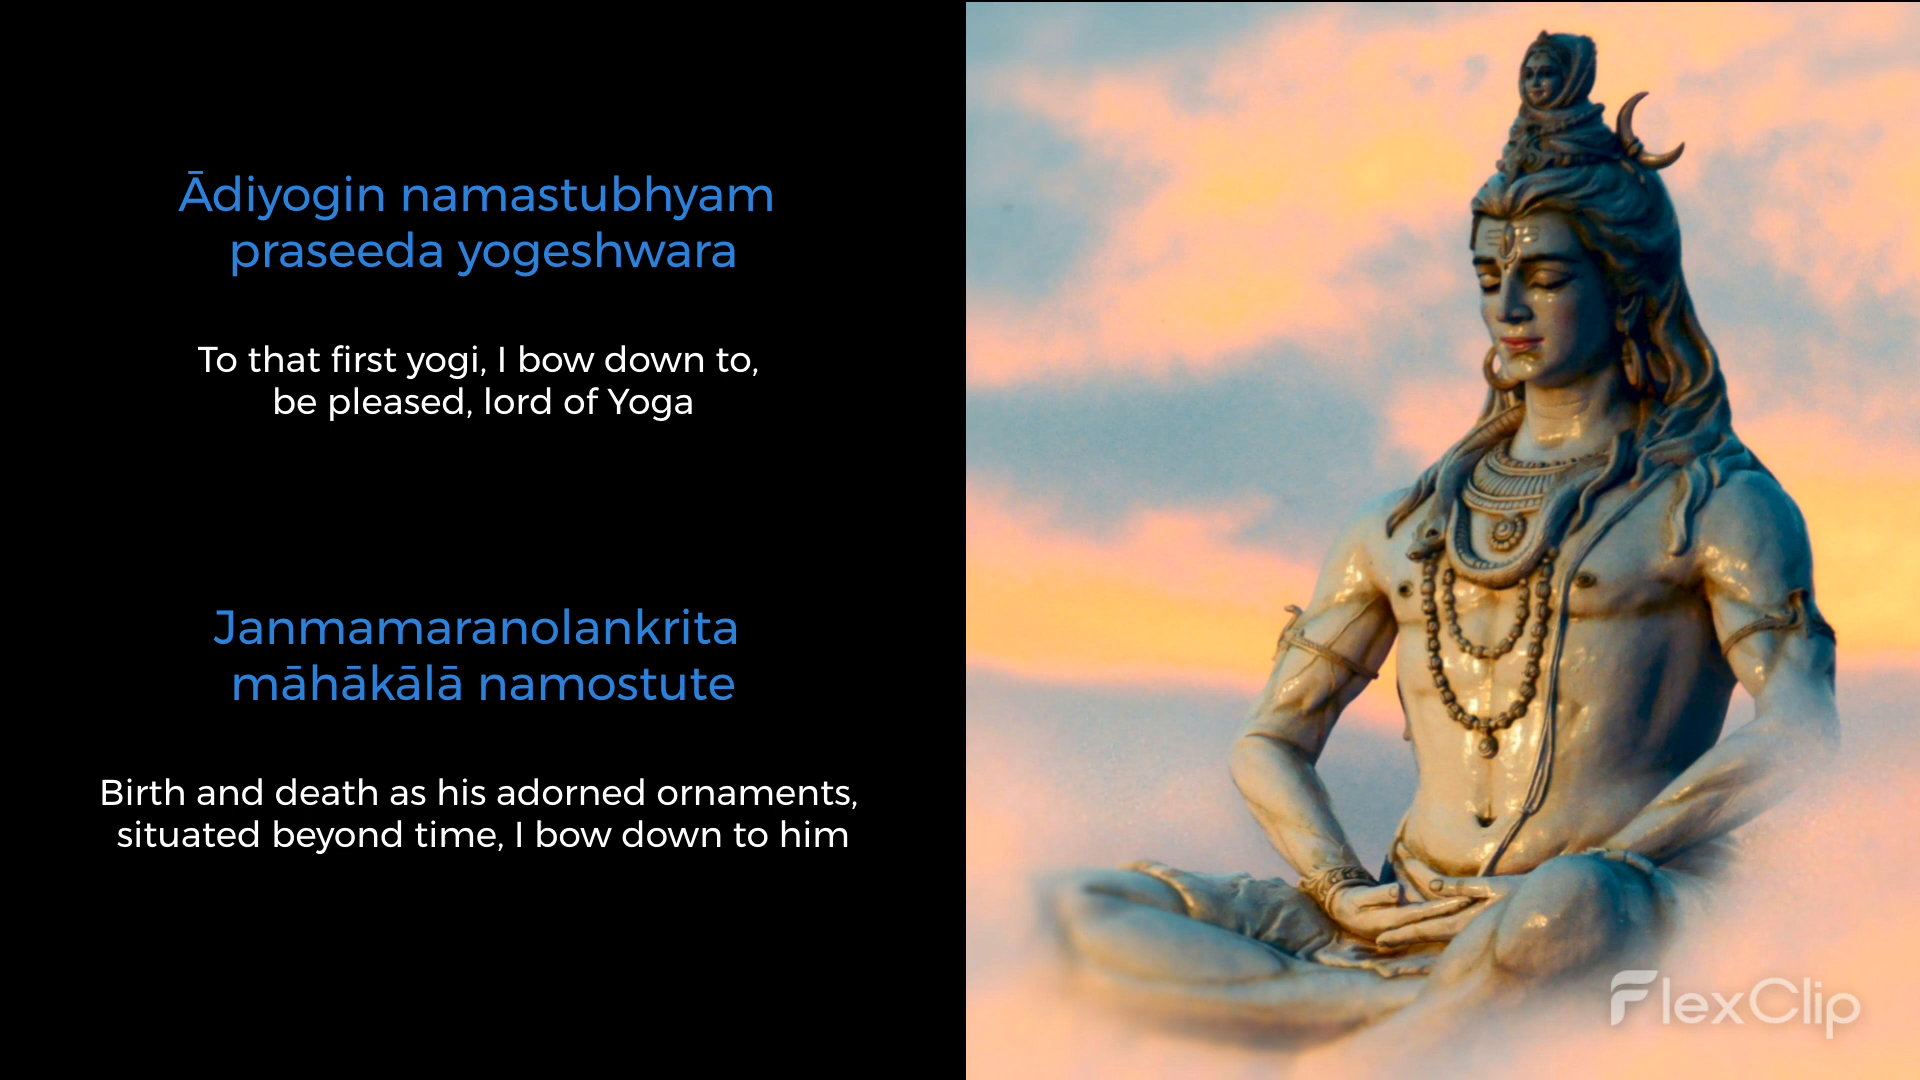 Ādiyogin namastubhyam
praseeda yogeshwara
To that first yogi, I bow down to,
be pleased, lord of Yoga
Janmamaranolankrita
māhākālā namostute
Birth and death as his adorned ornaments,
situated beyond time, I bow down to him
FlexClip